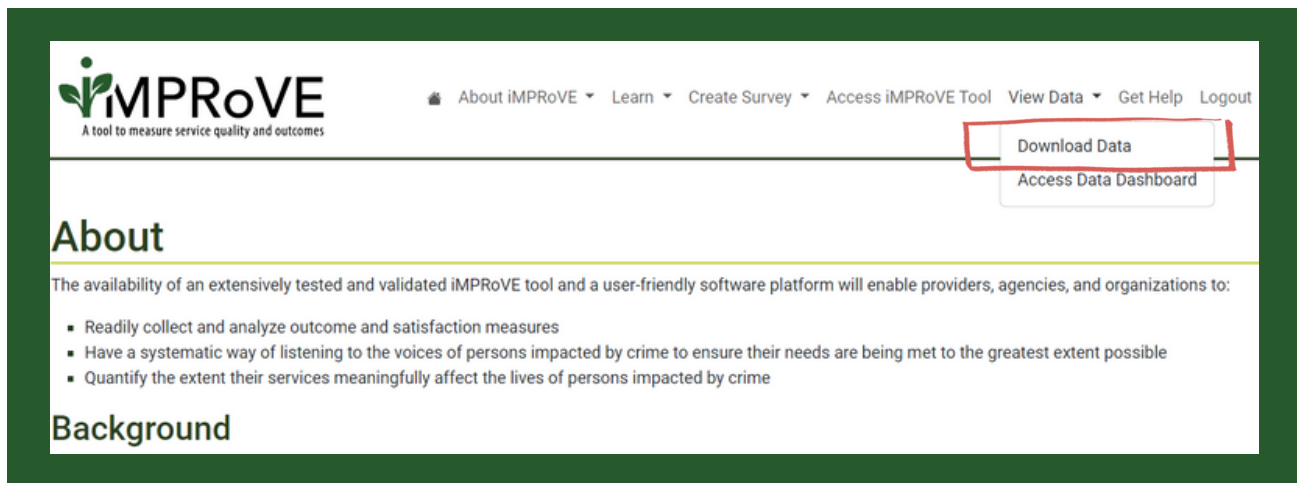 iMPRoVE
A tool to measure service quality and outcomes
About iMPRoVE Learn Create Survey Access iMPRoVE Tool View Data Get Help Logout
Download Data
Access Data Dashboard
About
The availability of an extensively tested and validated iMPRoVE tool and a user-friendly software platform will enable providers, agencies, and organizations to:
Readily collect and analyze outcome and satisfaction measures
Have a systematic way of listening to the voices of persons impacted by crime to ensure their needs are being met to the greatest extent possible
Quantify the extent their services meaningfully affect the lives of persons impacted by crime
Background